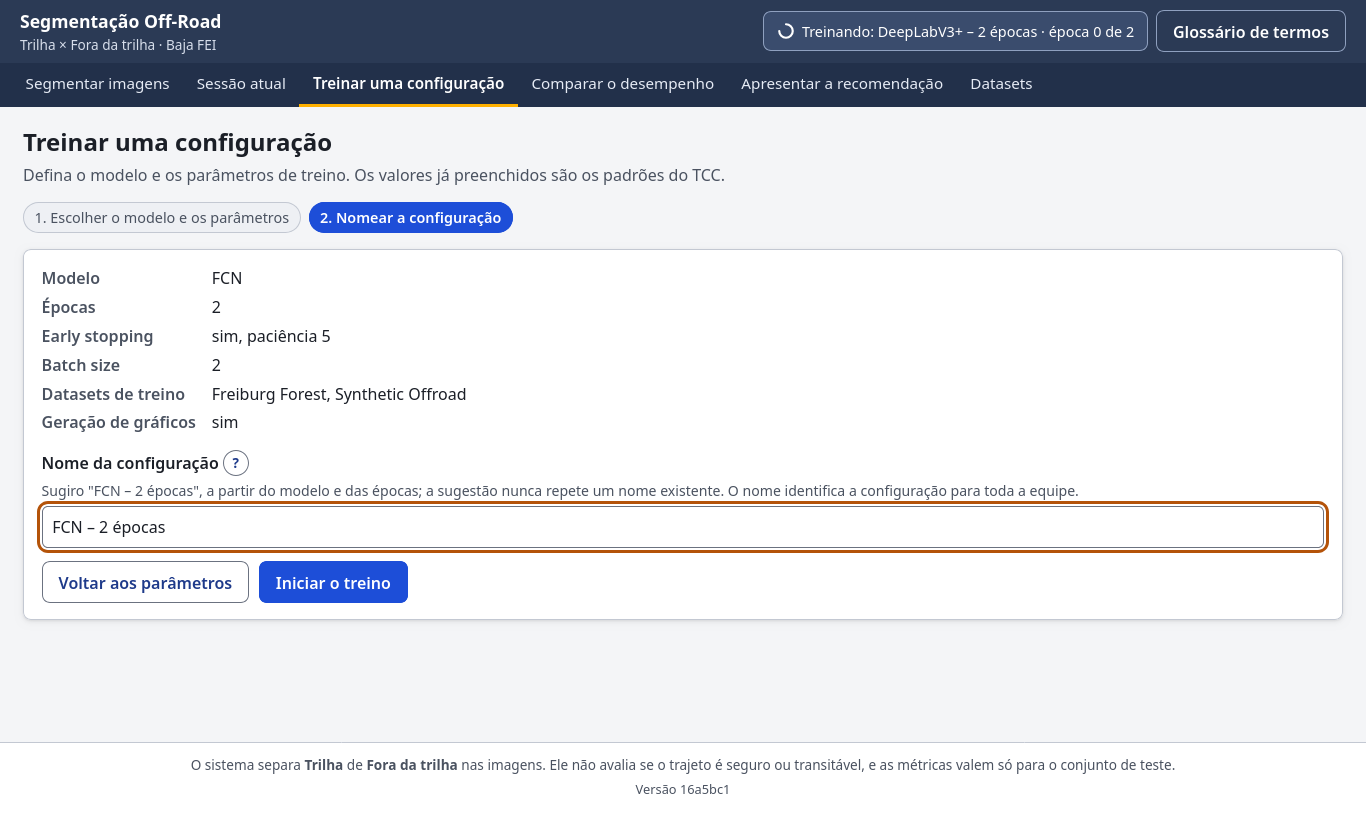 Segmentação Off-Road
Trilha × Fora da trilha · Baja FEI
Treinando: DeepLabV3+ – 2 épocas · época 0 de 2
Glossário de termos
Segmentar imagens
Sessão atual
Treinar uma configuração
Comparar o desempenho
Apresentar a recomendação
Datasets
Treinar uma configuração
Defina o modelo e os parâmetros de treino. Os valores já preenchidos são os padrões do TCC.
1. Escolher o modelo e os parâmetros
2. Nomear a configuração
Modelo FCN
Épocas 2
Early stopping sim, paciência 5
Batch size 2
Datasets de treino Freiburg Forest, Synthetic Offroad
Geração de gráficos sim
Nome da configuração ?
Sugiro "FCN – 2 épocas", a partir do modelo e das épocas; a sugestão nunca repete um nome existente. O nome identifica a configuração para toda a equipe.
FCN – 2 épocas
Voltar aos parâmetros
Iniciar o treino
O sistema separa Trilha de Fora da trilha nas imagens. Ele não avalia se o trajeto é seguro ou transitável, e as métricas valem só para o conjunto de teste.
Versão 16a5bc1